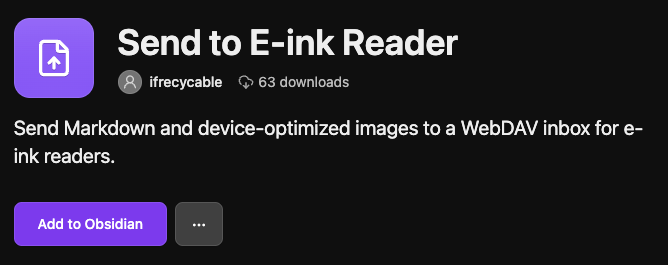 Send to E-ink Reader
ifrecycable 63 downloads
Send Markdown and device-optimized images to a WebDAV inbox for e-
ink readers.
Add to Obsidian ...